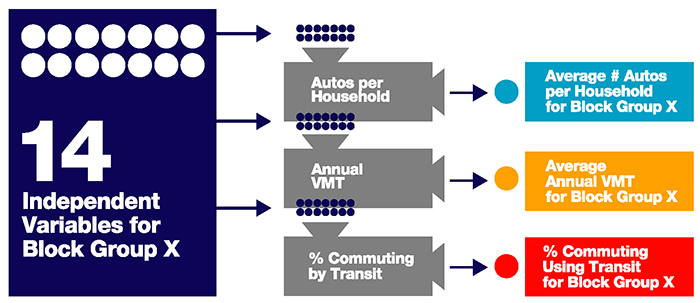 14
Independent
Variables for
Block Group X
Autos per
Household
Average # Autos
per Household
for Block Group X
Annual
VMT
Average
Annual VMT
for Block Group X
% Commuting
by Transit
% Commuting
Using Transit
for Block Group X